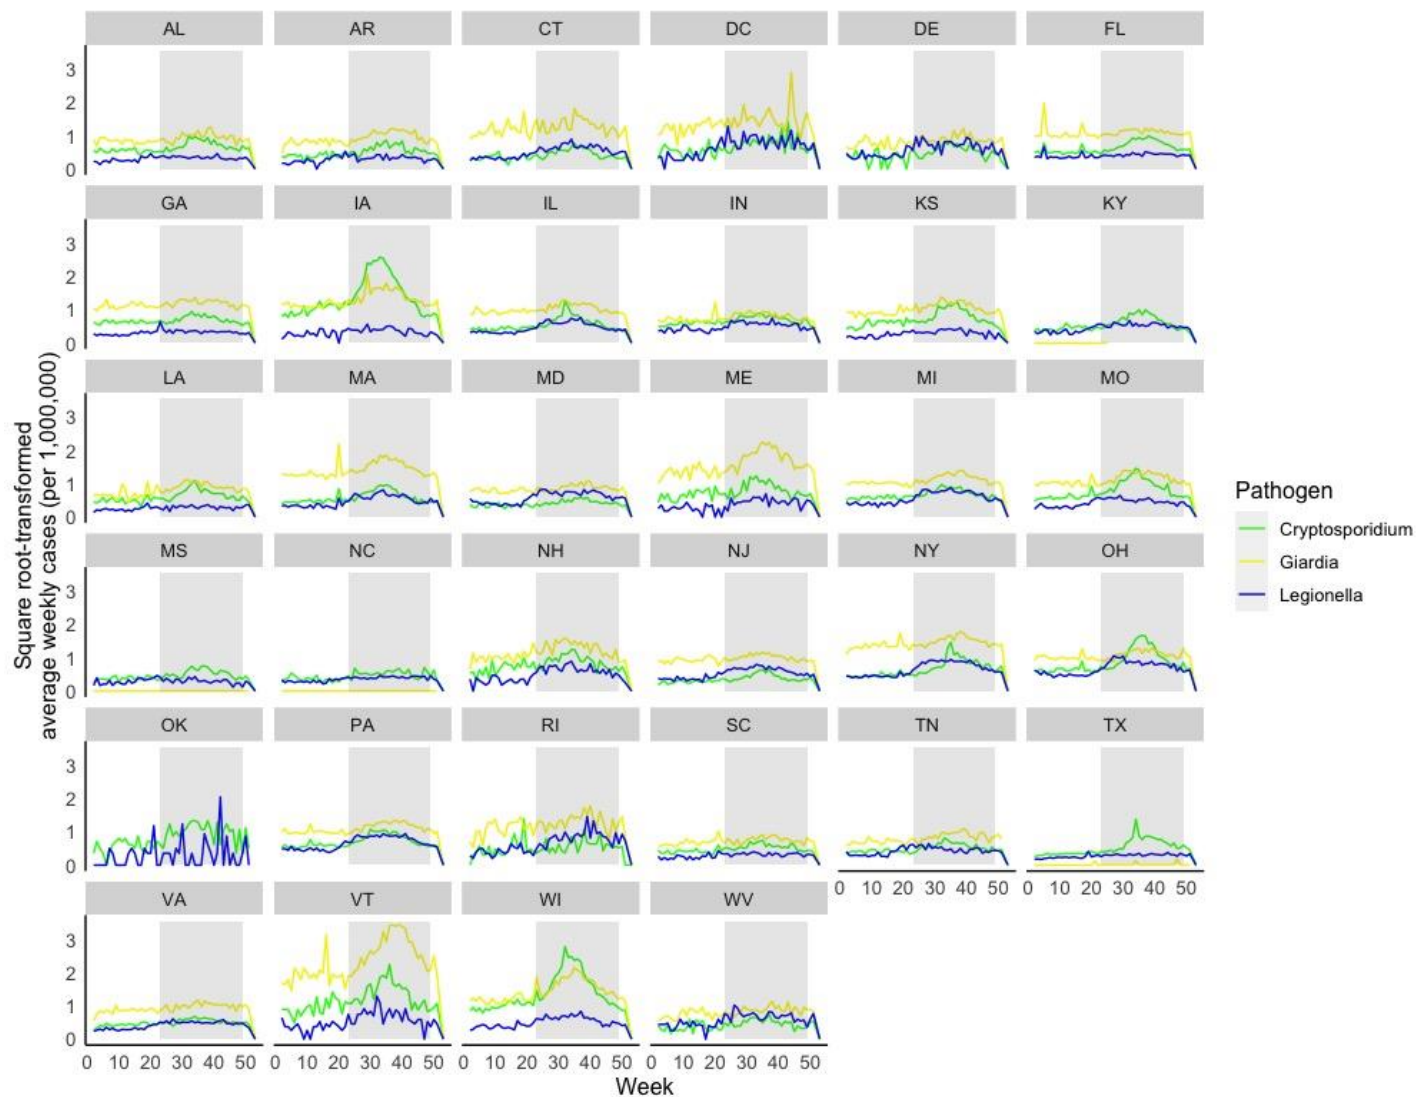 AL AR CT DC DE FL
3
2
1
0
GA IA IL IN KS KY
3
2
1
0
LA MA MD ME MI MO
3
2
1
0
MS NC NH NJ NY OH
3
2
1
0
OK PA RI SC TN TX
3
2
1
0
0 10 20 30 40 50 0 10 20 30 40 50
VA VT WI WV
3
2
1
0
0 10 20 30 40 50 0 10 20 30 40 50 0 10 20 30 40 50 0 10 20 30 40 50
Week
Square root-transformed
average weekly cases (per 1,000,000)
Pathogen
Cryptosporidium
Giardia
Legionella